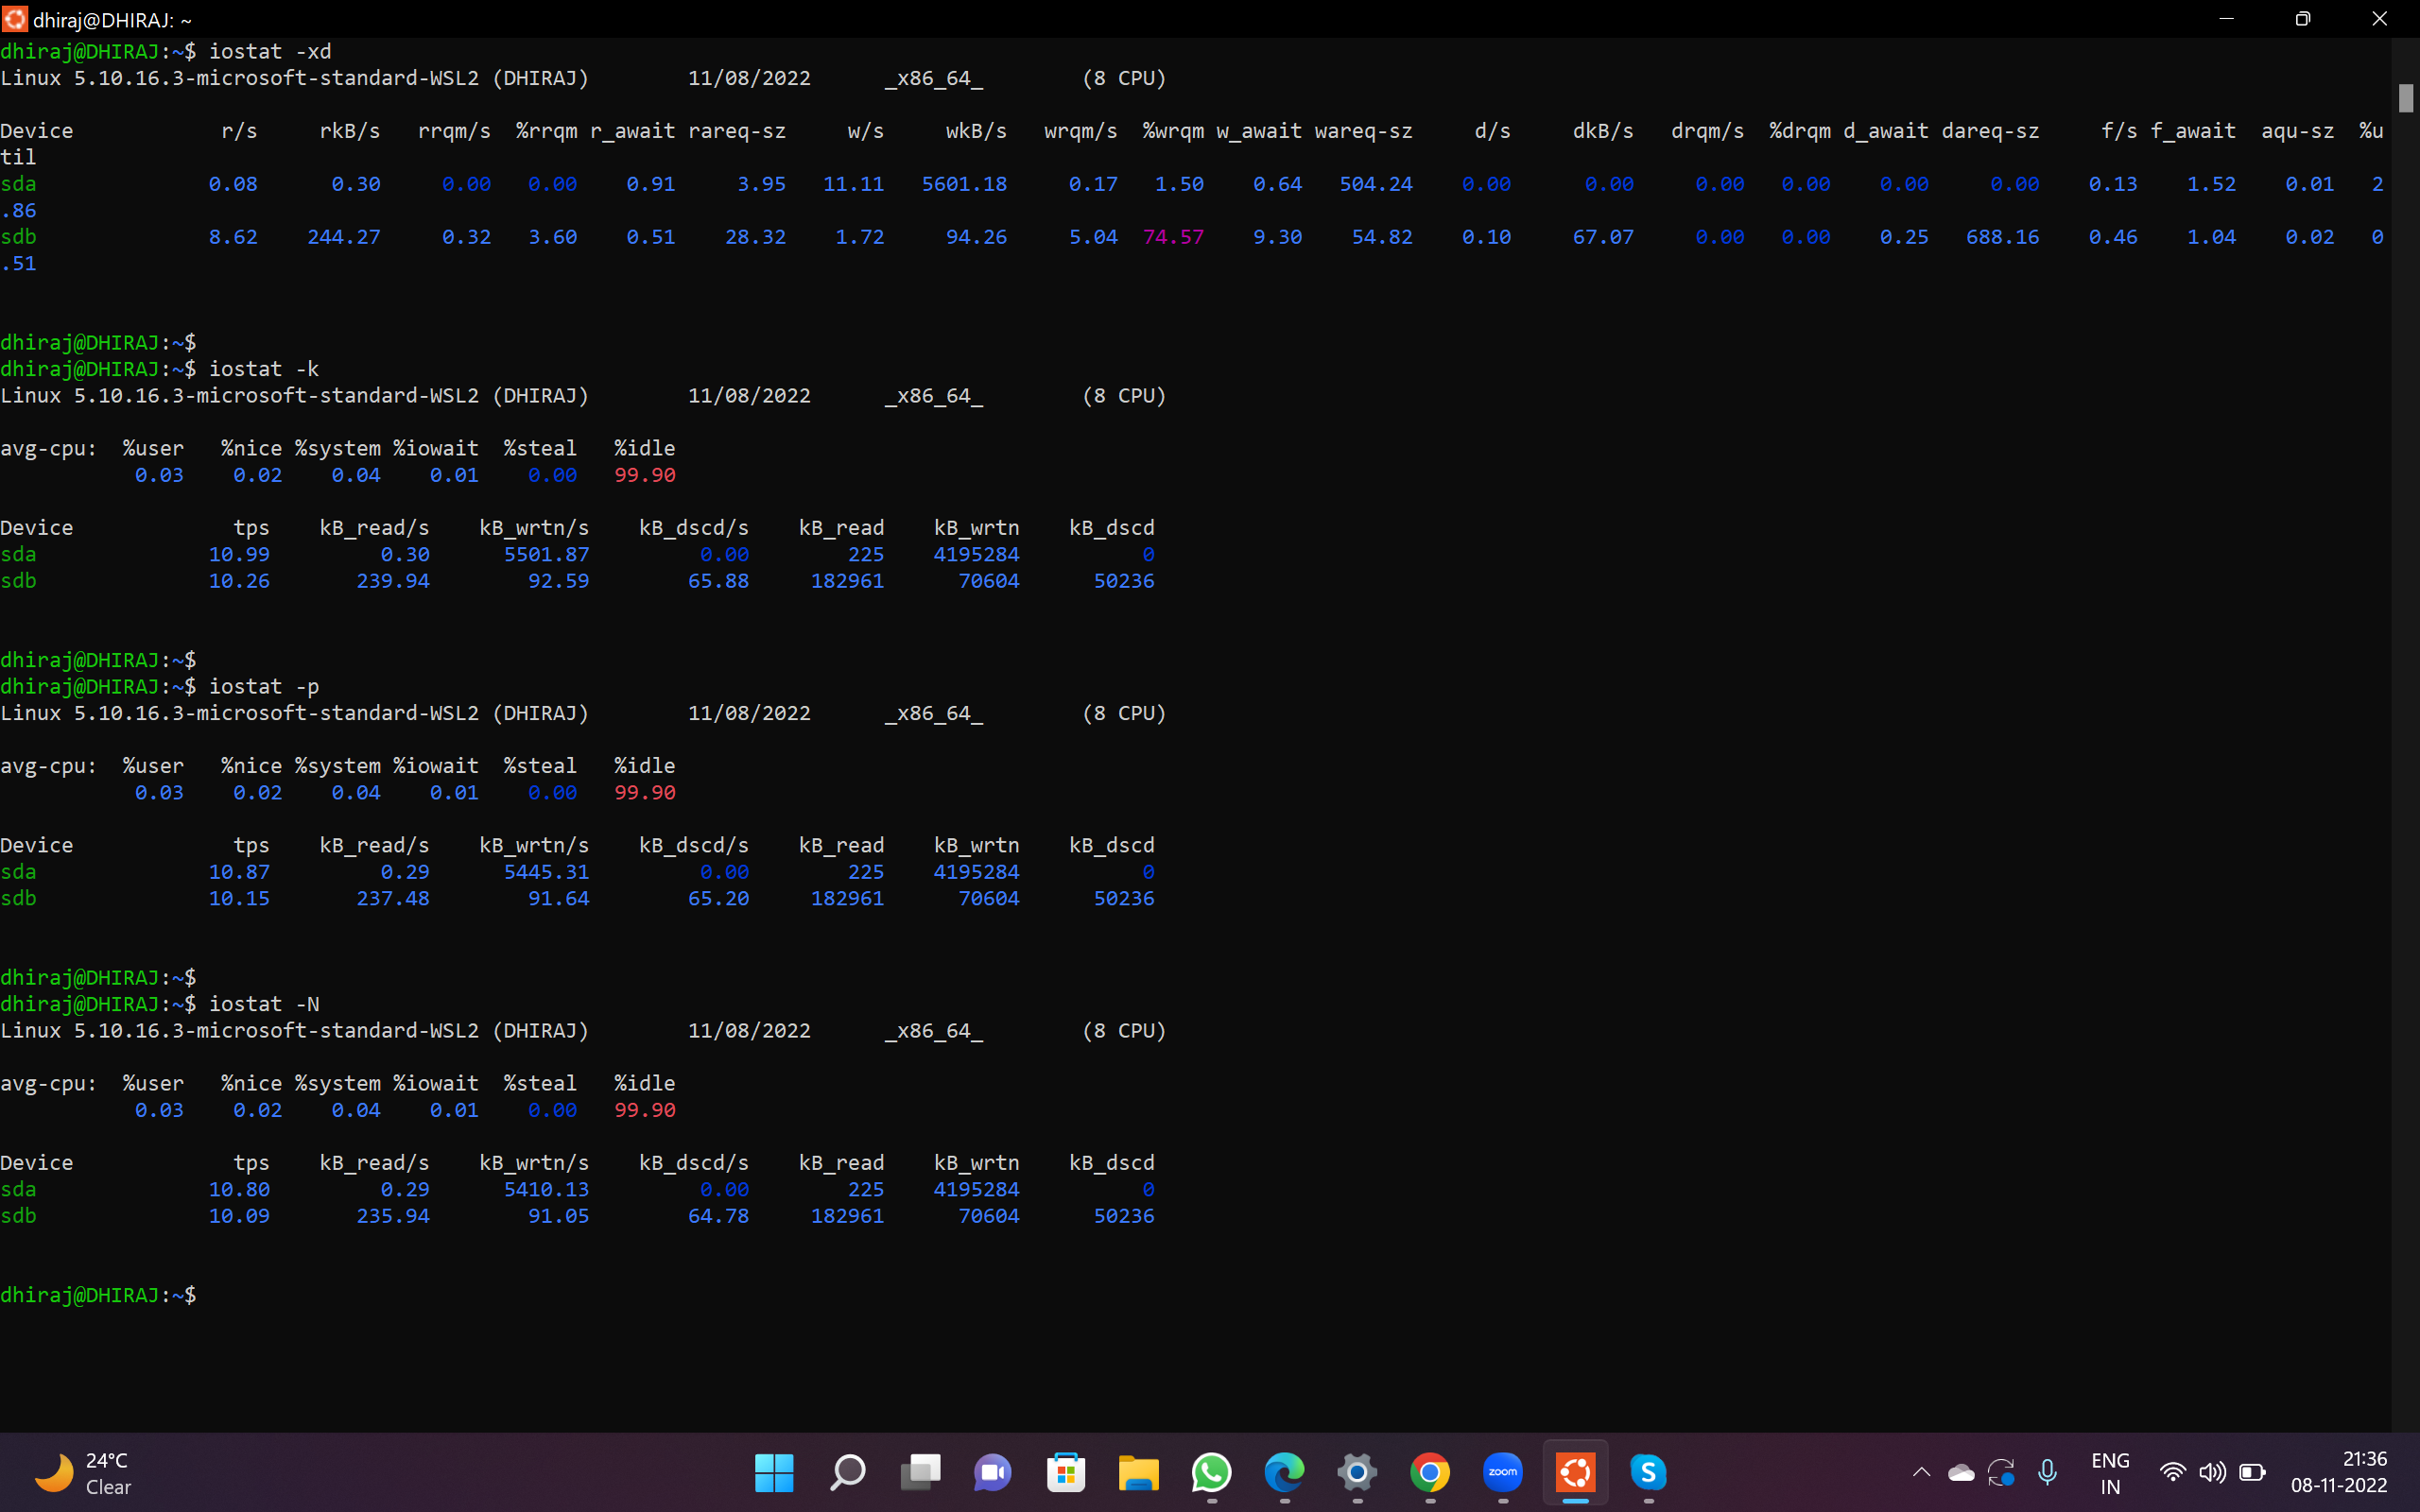 dhiraj@DHIRAJ: ~
dhiraj@DHIRAJ:~$ iostat -xd
Linux 5.10.16.3-microsoft-standard-WSL2 (DHIRAJ) 11/08/2022 _x86_64_ (8 CPU)
Device r/s rkB/s rrqm/s %rrqm r_await rareq-sz w/s wkB/s wrqm/s %wrqm w_await wareq-sz d/s dkB/s drqm/s %drqm d_await dareq-sz f/s f_await aqu-sz %u
til
sda 0.08 0.30 0.00 0.00 0.91 3.95 11.11 5601.18 0.17 1.50 0.64 504.24 0.00 0.00 0.00 0.00 0.00 0.00 0.13 1.52 0.01 2
.86
sdb 8.62 244.27 0.32 3.60 0.51 28.32 1.72 94.26 5.04 74.57 9.30 54.82 0.10 67.07 0.00 0.00 0.25 688.16 0.46 1.04 0.02 0
.51
dhiraj@DHIRAJ:~$
dhiraj@DHIRAJ:~$ iostat -k
Linux 5.10.16.3-microsoft-standard-WSL2 (DHIRAJ) 11/08/2022 _x86_64_ (8 CPU)
avg-cpu: %user %nice %system %iowait %steal %idle
0.03 0.02 0.04 0.01 0.00 99.90
Device tps kB_read/s kB_wrtn/s kB_dscd/s kB_read kB_wrtn kB_dscd
sda 10.99 0.30 5501.87 0.00 225 4195284 0
sdb 10.26 239.94 92.59 65.88 182961 70604 50236
dhiraj@DHIRAJ:~$
dhiraj@DHIRAJ:~$ iostat -p
Linux 5.10.16.3-microsoft-standard-WSL2 (DHIRAJ) 11/08/2022 _x86_64_ (8 CPU)
avg-cpu: %user %nice %system %iowait %steal %idle
0.03 0.02 0.04 0.01 0.00 99.90
Device tps kB_read/s kB_wrtn/s kB_dscd/s kB_read kB_wrtn kB_dscd
sda 10.87 0.29 5445.31 0.00 225 4195284 0
sdb 10.15 237.48 91.64 65.20 182961 70604 50236
dhiraj@DHIRAJ:~$
dhiraj@DHIRAJ:~$ iostat -N
Linux 5.10.16.3-microsoft-standard-WSL2 (DHIRAJ) 11/08/2022 _x86_64_ (8 CPU)
avg-cpu: %user %nice %system %iowait %steal %idle
0.03 0.02 0.04 0.01 0.00 99.90
Device tps kB_read/s kB_wrtn/s kB_dscd/s kB_read kB_wrtn kB_dscd
sda 10.80 0.29 5410.13 0.00 225 4195284 0
sdb 10.09 235.94 91.05 64.78 182961 70604 50236
dhiraj@DHIRAJ:~$
24°C
Clear
zoom
S
ENG
IN
21:36
08-11-2022